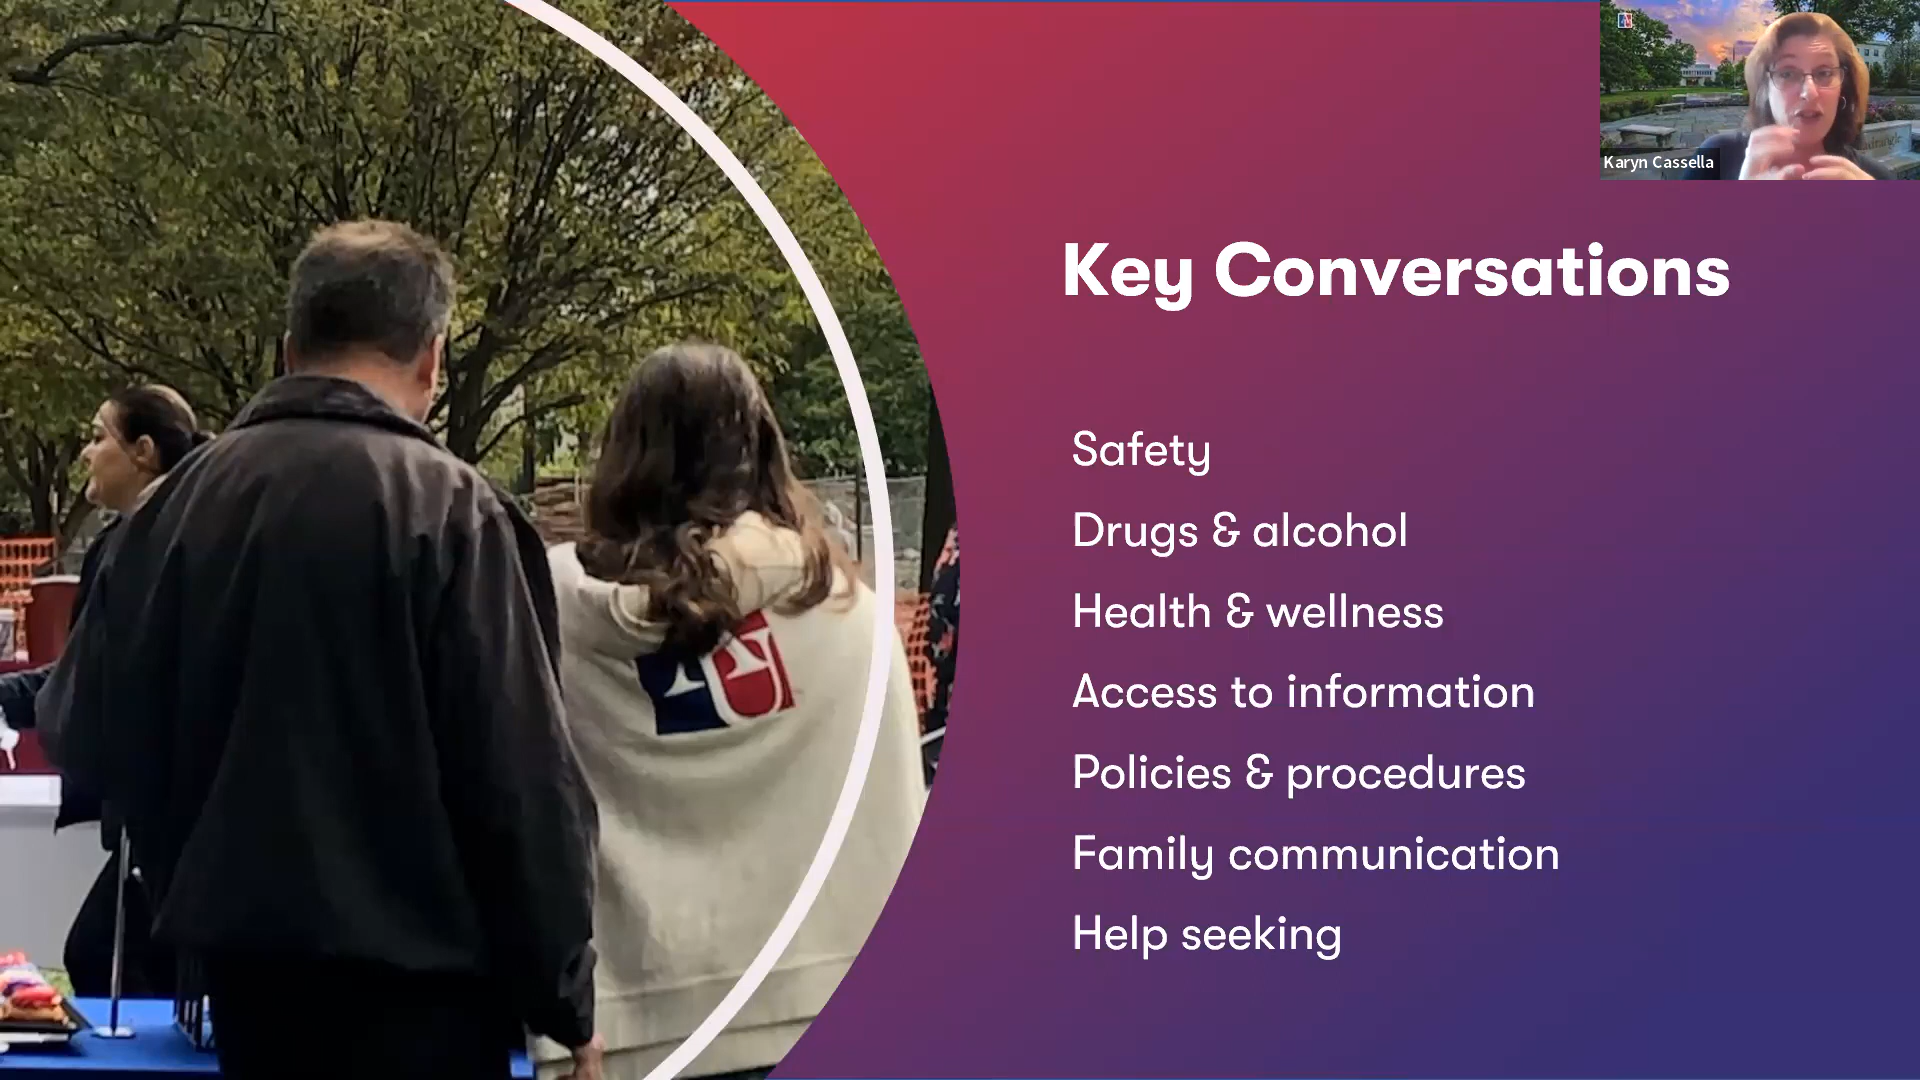 Karyn Cassella
Key Conversations
Safety
Drugs & alcohol
Health & wellness
Access to information
Policies & procedures
Family communication
Help seeking